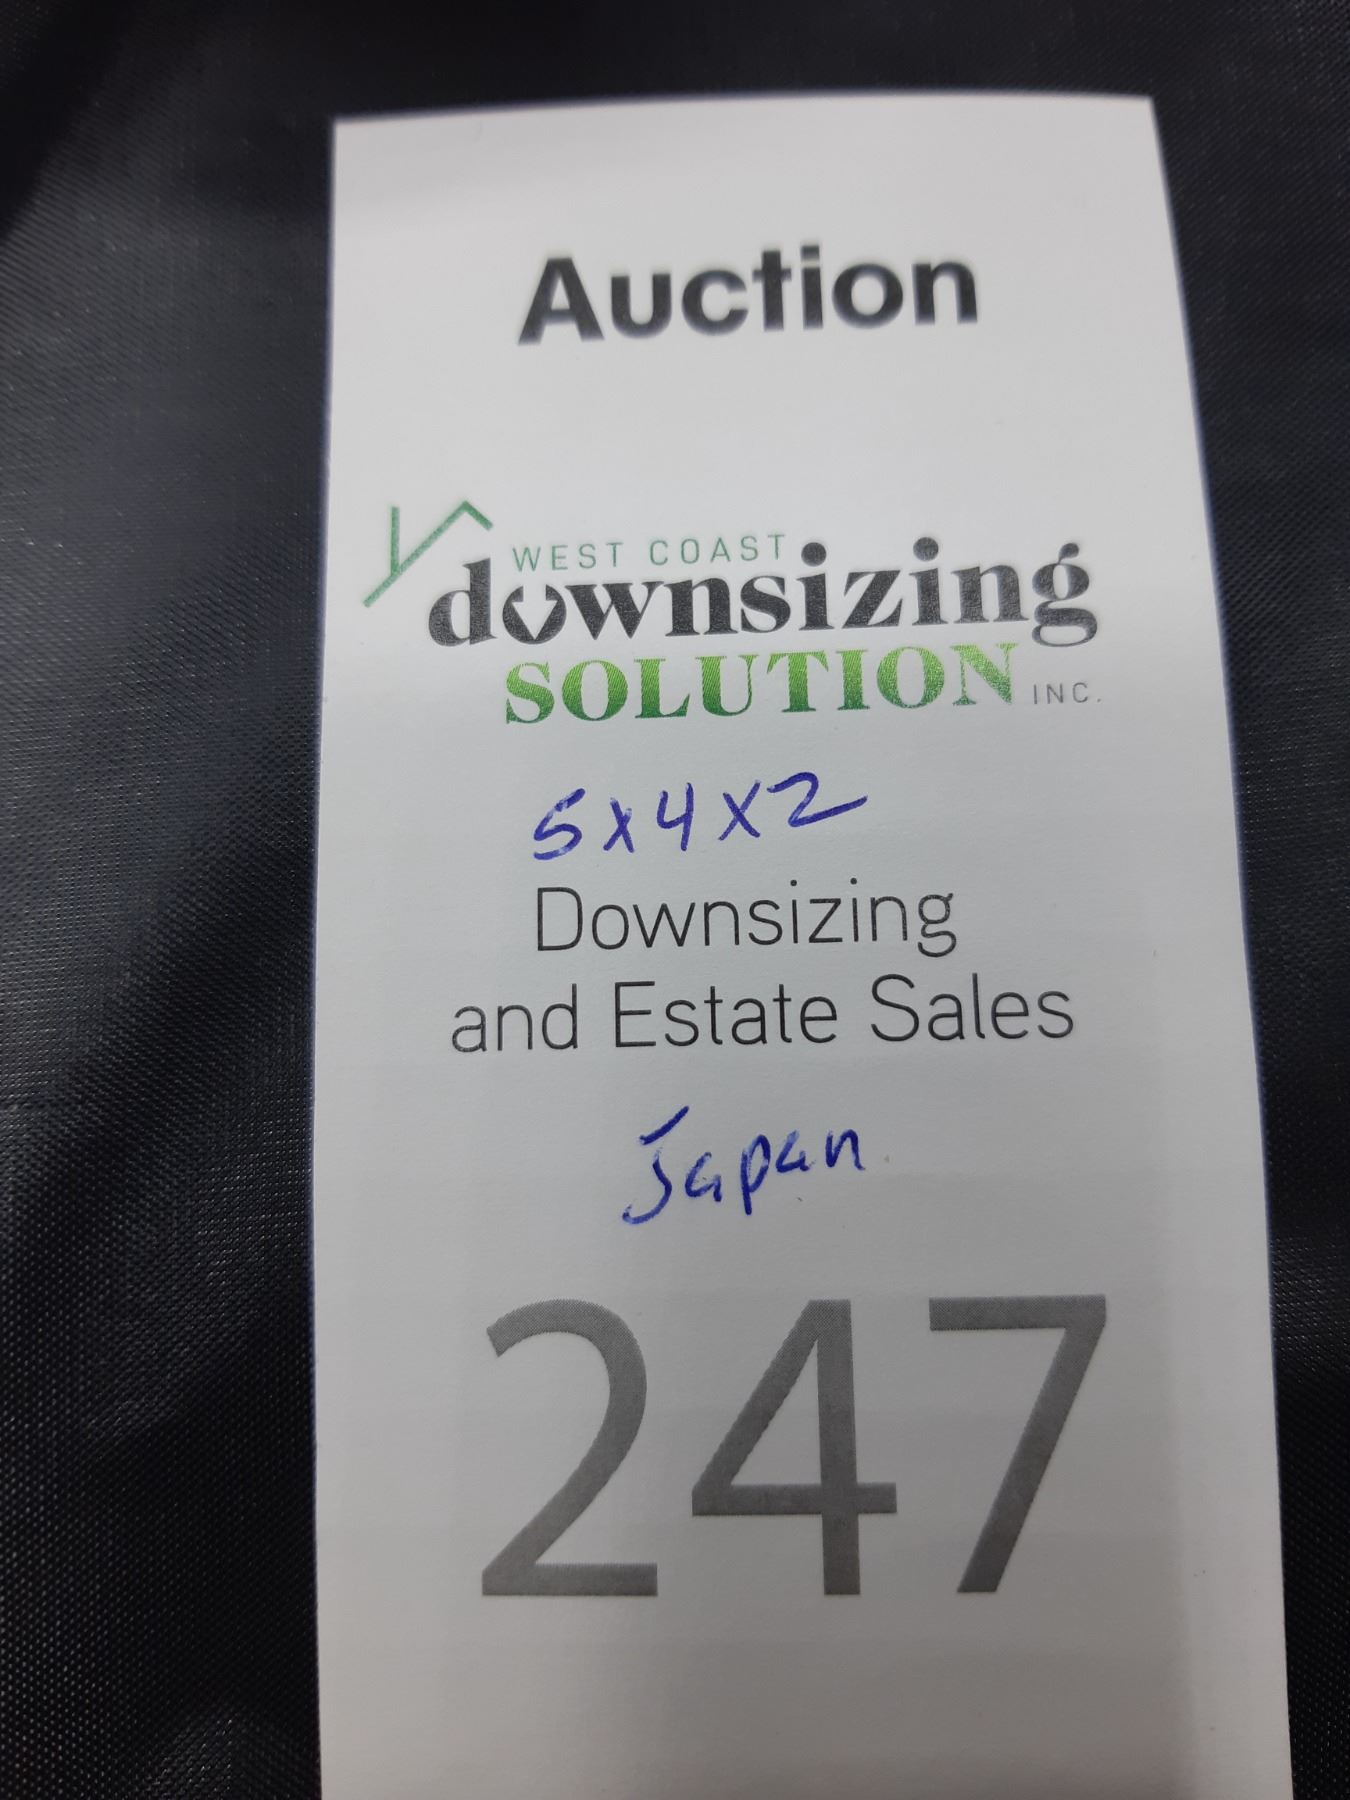 Auction
WEST COAST
downsizing
SOLUTION INC.
5x4x2
Downsizing
and Estate Sales
Japan
247